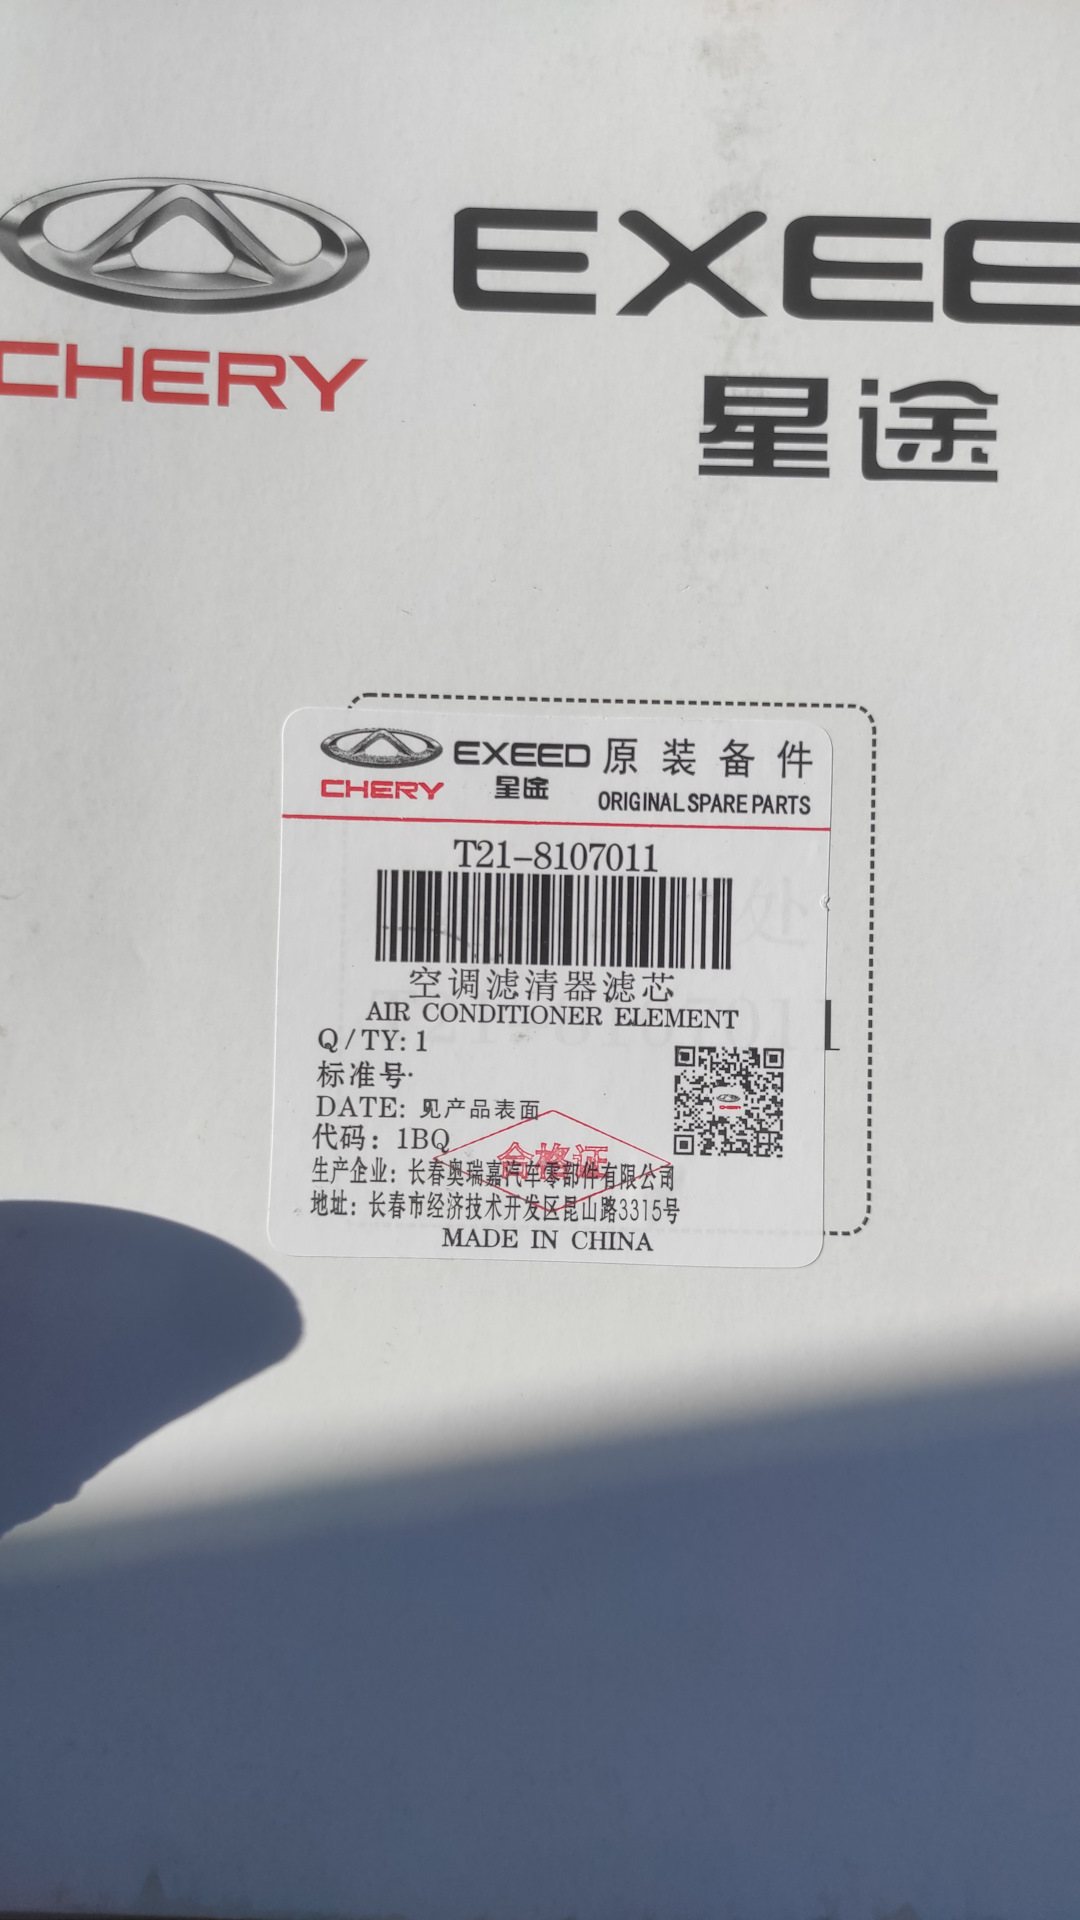 CHERY
EXEE
星途
CHERY
EXEED
星途
原装备件
ORIGINAL SPARE PARTS
T21-8107011
空调滤清器滤芯
AIR CONDITIONER ELEMENT
Q/TY: 1
标准号:
DATE: 见产品表面
代码: 1BQ
合格证
生产企业: 长春奥瑞嘉汽车零部件有限公司
地址: 长春市经济技术开发区昆山路3315号
MADE IN CHINA